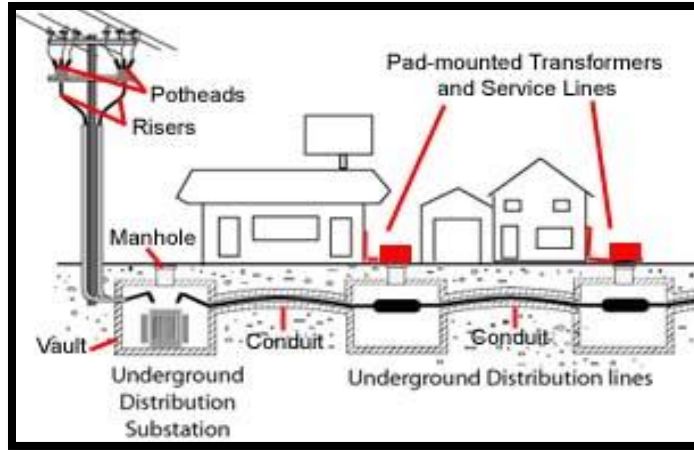 Pad-mounted Transformers
and Service Lines
Potheads
Risers
Manhole
Vault
Conduit
Conduit
Underground
Distribution
Substation
Underground Distribution lines